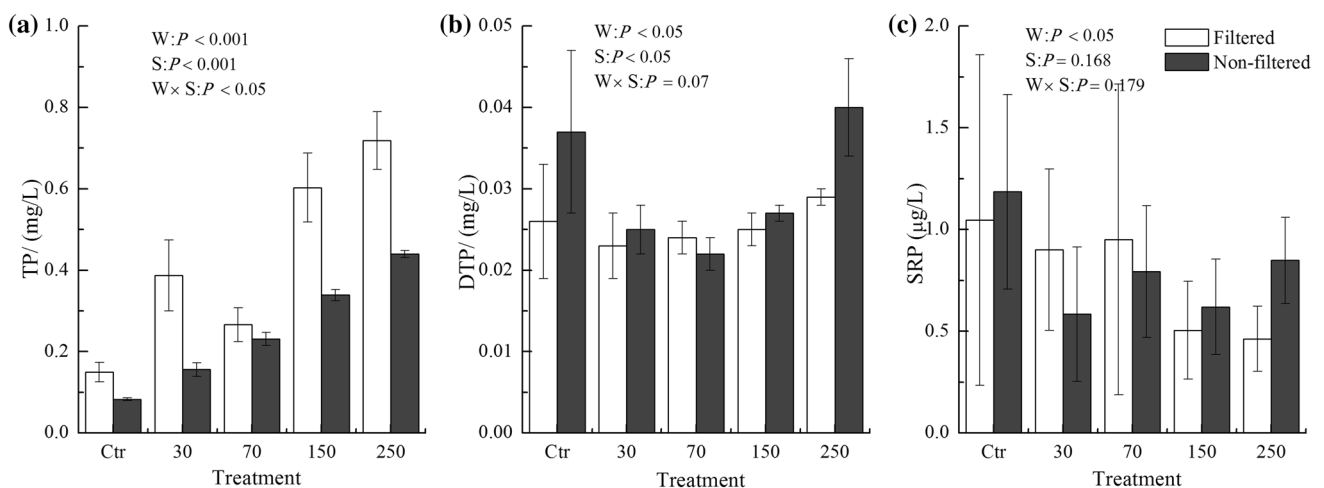 (a)
W:P < 0.001
S:P< 0.001
W× S:P < 0.05
TP/ (mg/L)
1.0
0.8
0.6
0.4
0.2
0.0
Ctr 30 70 150 250
Treatment
(b)
W:P < 0.05
S:P< 0.05
W× S:P = 0.07
DTP/ (mg/L)
0.05
0.04
0.03
0.02
0.01
0.00
Ctr 30 70 150 250
Treatment
(c)
W:P < 0.05
S:P= 0.168
W× S:P= 0.179
Filtered
Non-filtered
SRP (μg/L)
2.0
1.5
1.0
0.5
0.0
Ctr 30 70 150 250
Treatment